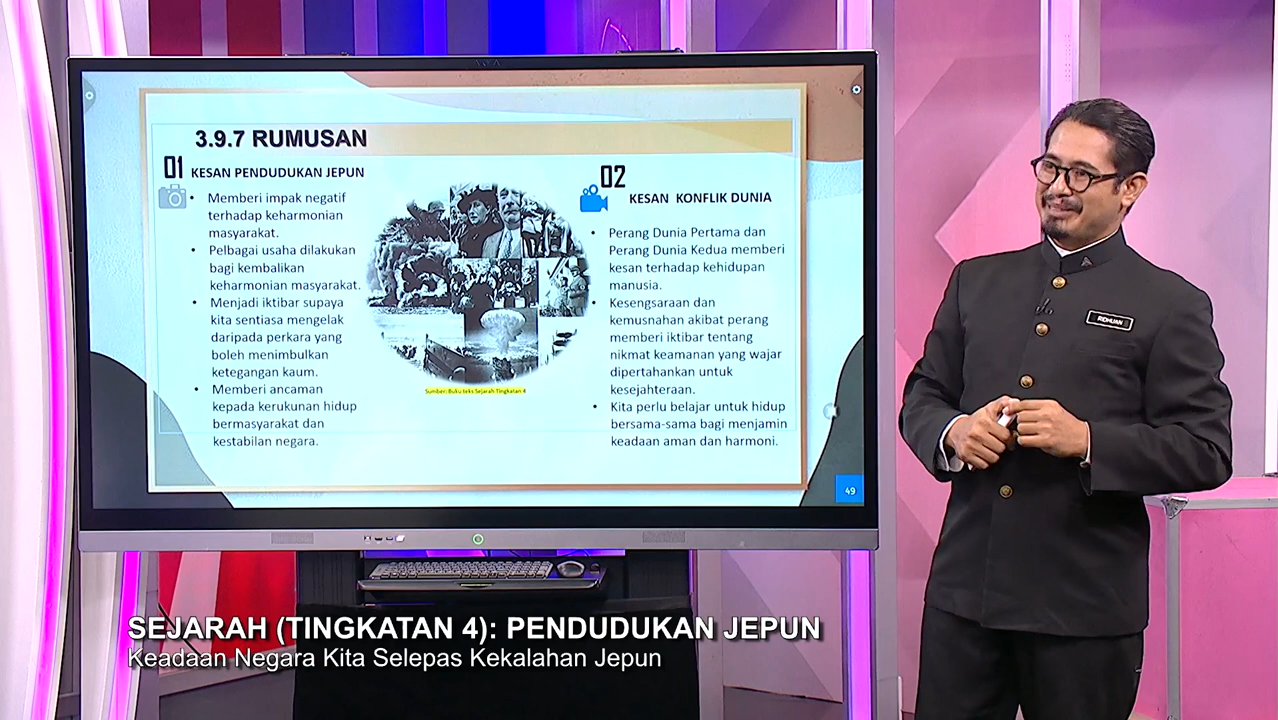 3.9.7 RUMUSAN
01 KESAN PENDUDUKAN JEPUN
• Memberi impak negatif
terhadap keharmonian
masyarakat.
• Pelbagai usaha dilakukan
bagi kembalikan
keharmonian masyarakat.
• Menjadi iktibar supaya
kita sentiasa mengelak
daripada perkara yang
boleh menimbulkan
ketegangan kaum.
• Memberi ancaman
kepada kerukunan hidup
bermasyarakat dan
kestabilan negara.
Sumber: Buku teks Sejarah Tingkatan 4
02
KESAN KONFLIK DUNIA
• Perang Dunia Pertama dan
Perang Dunia Kedua memberi
kesan terhadap kehidupan
manusia.
• Kesengsaraan dan
kemusnahan akibat perang
memberi iktibar tentang
nikmat keamanan yang wajar
dipertahankan untuk
kesejahteraan.
• Kita perlu belajar untuk hidup
bersama-sama bagi menjamin
keadaan aman dan harmoni.
49
RIDHUAN
SEJARAH (TINGKATAN 4): PENDUDUKAN JEPUN
Keadaan Negara Kita Selepas Kekalahan Jepun